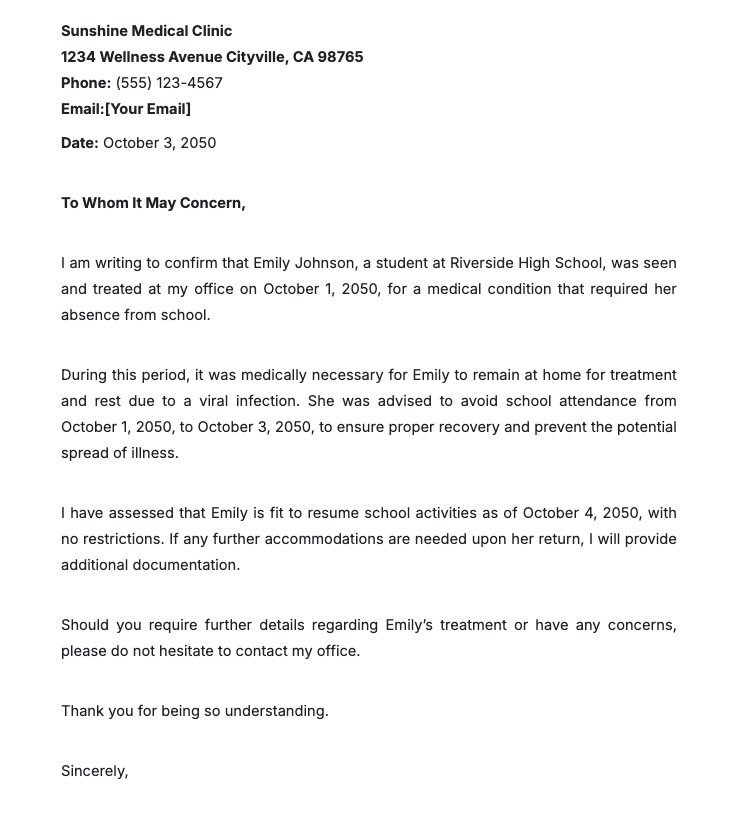 Sunshine Medical Clinic
1234 Wellness Avenue Cityville, CA 98765
Phone: (555) 123-4567
Email:[Your Email]
Date: October 3, 2050
To Whom It May Concern,
I am writing to confirm that Emily Johnson, a student at Riverside High School, was seen
and treated at my office on October 1, 2050, for a medical condition that required her
absence from school.
During this period, it was medically necessary for Emily to remain at home for treatment
and rest due to a viral infection. She was advised to avoid school attendance from
October 1, 2050, to October 3, 2050, to ensure proper recovery and prevent the potential
spread of illness.
I have assessed that Emily is fit to resume school activities as of October 4, 2050, with
no restrictions. If any further accommodations are needed upon her return, I will provide
additional documentation.
Should you require further details regarding Emily’s treatment or have any concerns,
please do not hesitate to contact my office.
Thank you for being so understanding.
Sincerely,